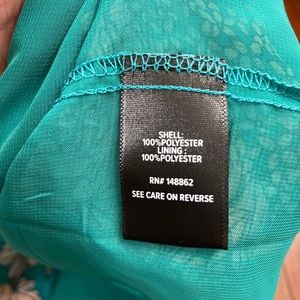 SHELL:
100%POLYESTER
LINING :
100%POLYESTER
RN# 148862
SEE CARE ON REVERSE